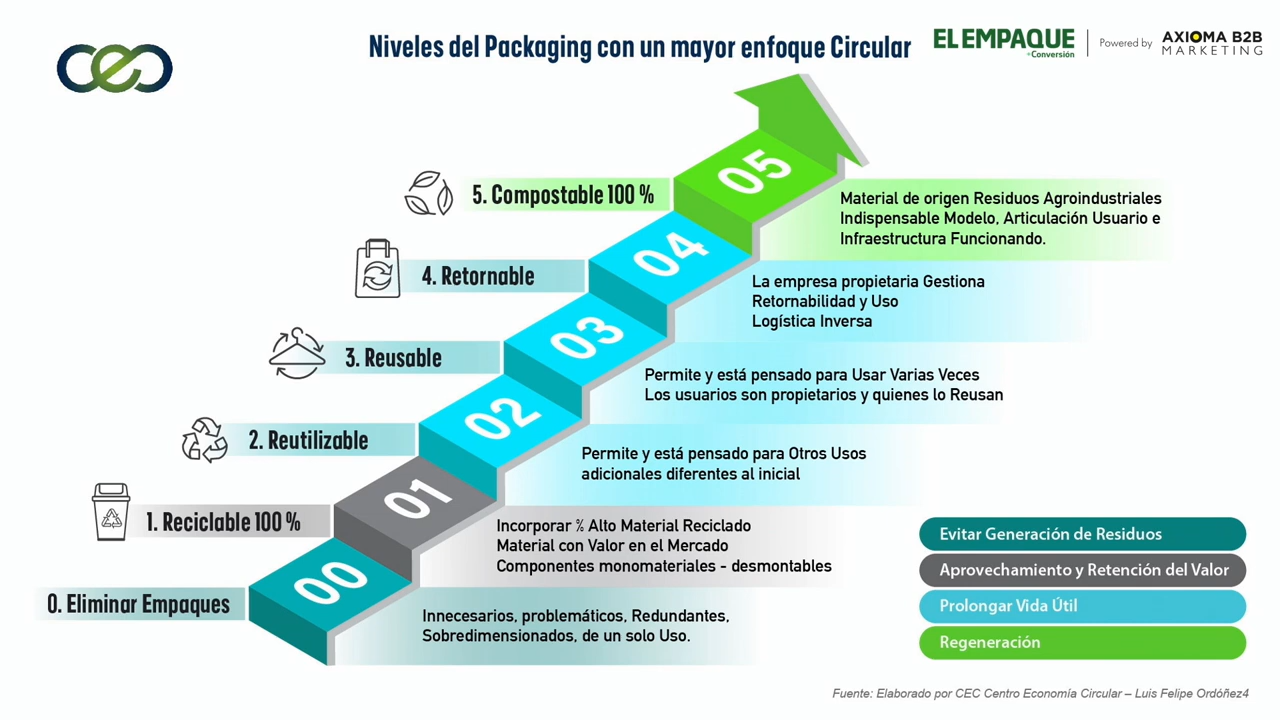 Niveles del Packaging con un mayor enfoque Circular
EL EMPAQUE
+Conversión
Powered by
AXIOMA B2B
MARKETING
cec
05
5. Compostable 100 %
Material de origen Residuos Agroindustriales
Indispensable Modelo, Articulación Usuario e
Infraestructura Funcionando.
04
4. Retornable
La empresa propietaria Gestiona
Retornabilidad y Uso
Logística Inversa
03
3. Reusable
Permite y está pensado para Usar Varias Veces
Los usuarios son propietarios y quienes lo Reusan
02
2. Reutilizable
Permite y está pensado para Otros Usos
adicionales diferentes al inicial
01
1. Reciclable 100 %
Incorporar % Alto Material Reciclado
Material con Valor en el Mercado
Componentes monomateriales - desmontables
00
0. Eliminar Empaques
Innecesarios, problemáticos, Redundantes,
Sobredimensionados, de un solo Uso.
Evitar Generación de Residuos
Aprovechamiento y Retención del Valor
Prolongar Vida Útil
Regeneración
Fuente: Elaborado por CEC Centro Economía Circular – Luis Felipe Ordóñez4